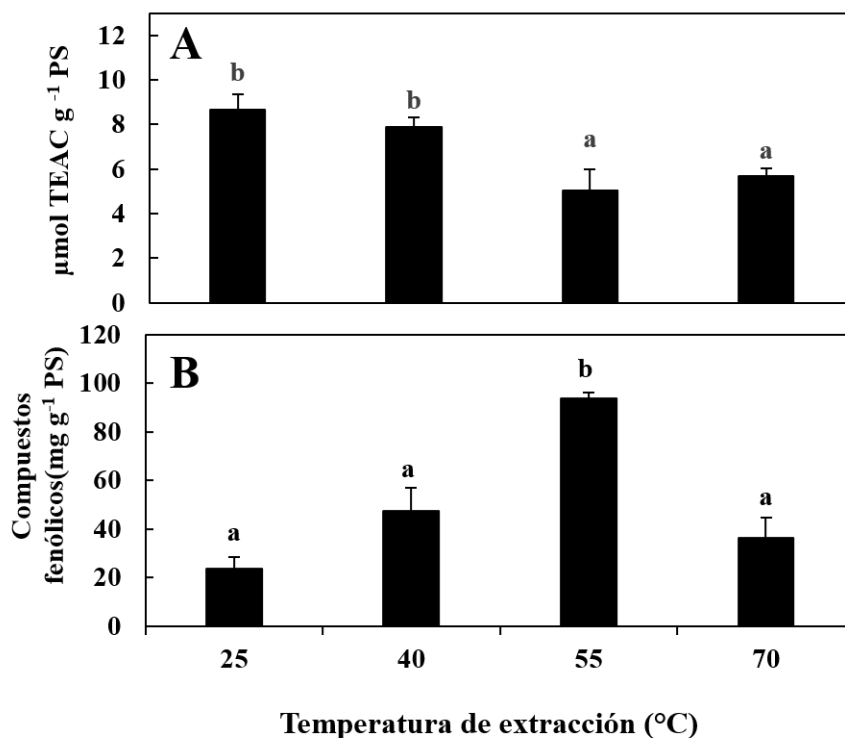 A
12
10
8
6
4
2
0
µmol TEAC g⁻¹ PS
b
b
a
a
B
120
100
80
60
40
20
0
Compuestos
fenólicos(mg g⁻¹ PS)
a
a
b
a
25 40 55 70
Temperatura de extracción (°C)